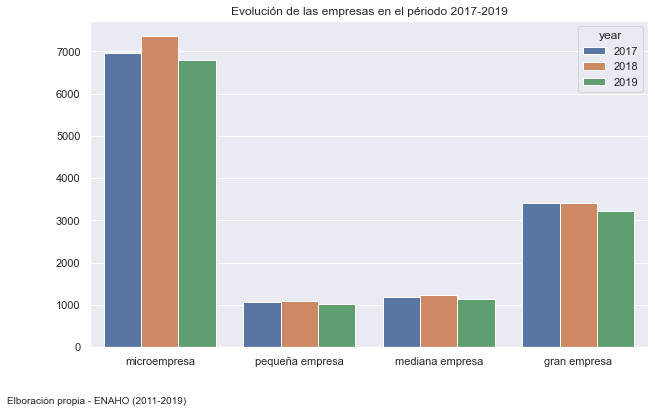 Evolución de las empresas en el périodo 2017-2019
year
2017
2018
2019
7000
6000
5000
4000
3000
2000
1000
0
microempresa
pequeña empresa
mediana empresa
gran empresa
Elboración propia - ENAHO (2011-2019)